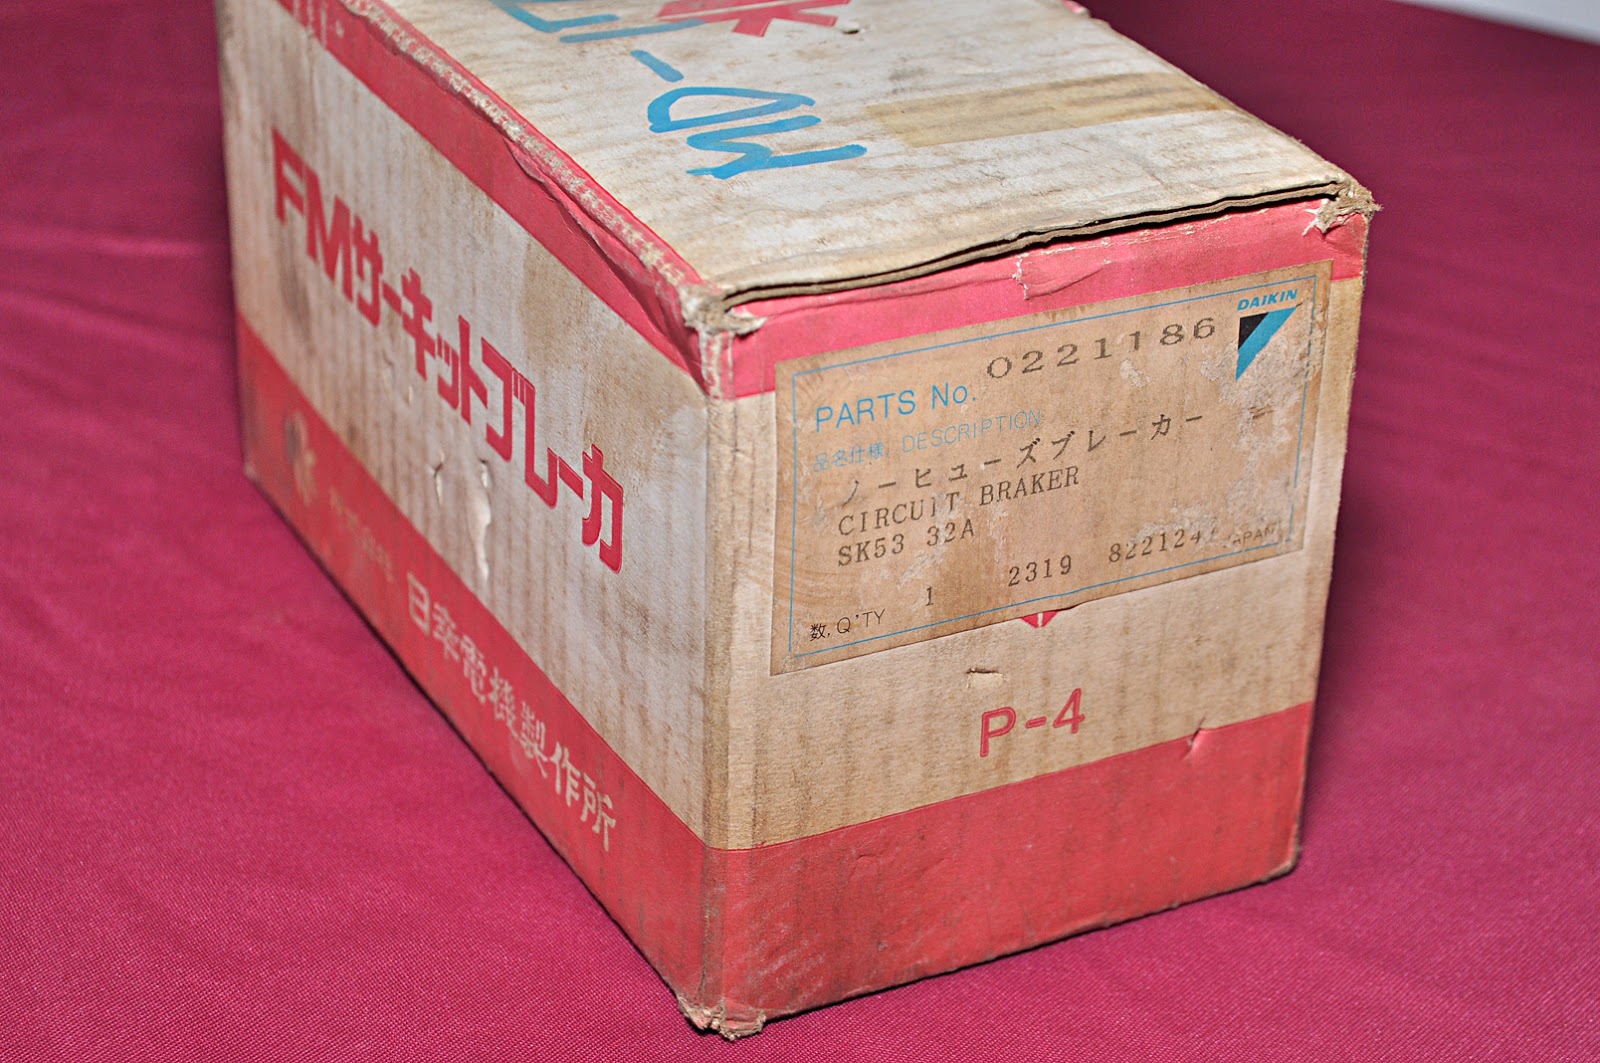 FMサーキットブレーカ
日幸電機製作所
DAIKIN
PARTS No. 0221186
品名仕様 DESCRIPTION
ノーヒューズブレーカー
CIRCUIT BRAKER
SK53 32A
数, Q'TY 1 2319 822124
JAPAN
P-4